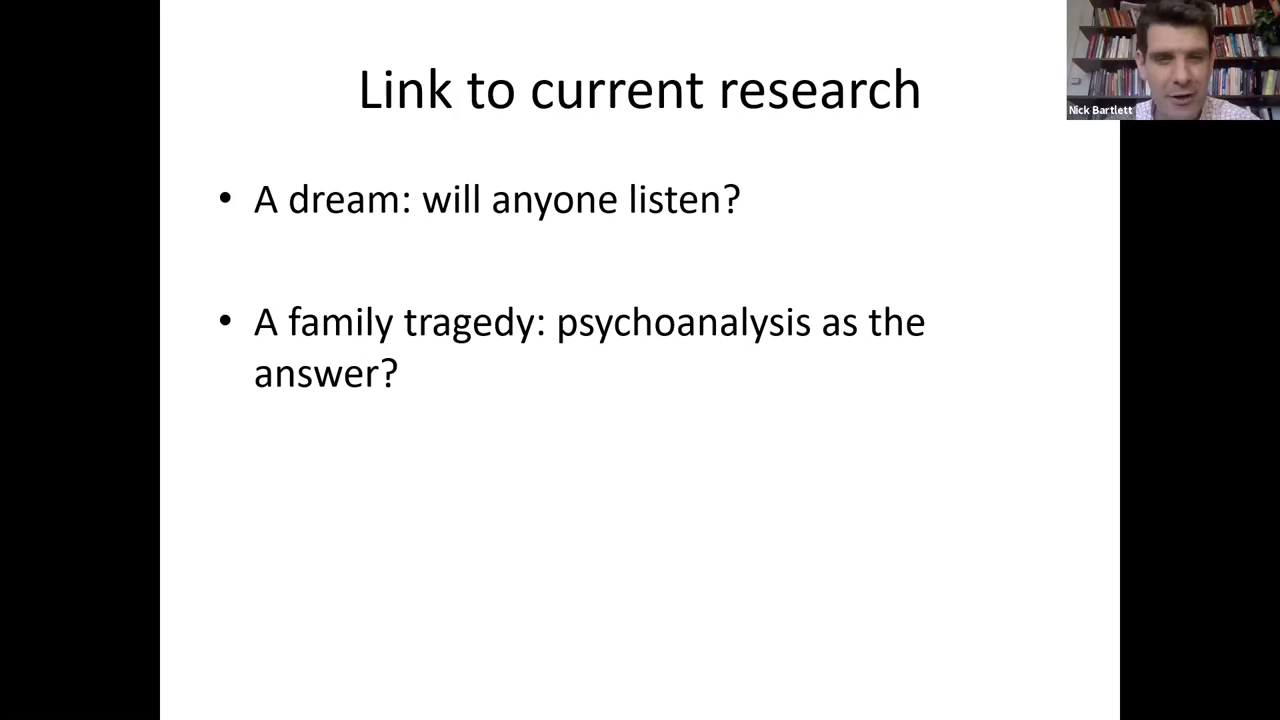 Link to current research
Nick Bartlett
• A dream: will anyone listen?
• A family tragedy: psychoanalysis as the
answer?